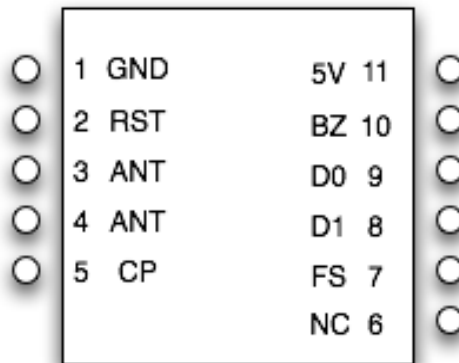 1 GND 5V 11
2 RST BZ 10
3 ANT D0 9
4 ANT D1 8
5 CP FS 7
NC 6